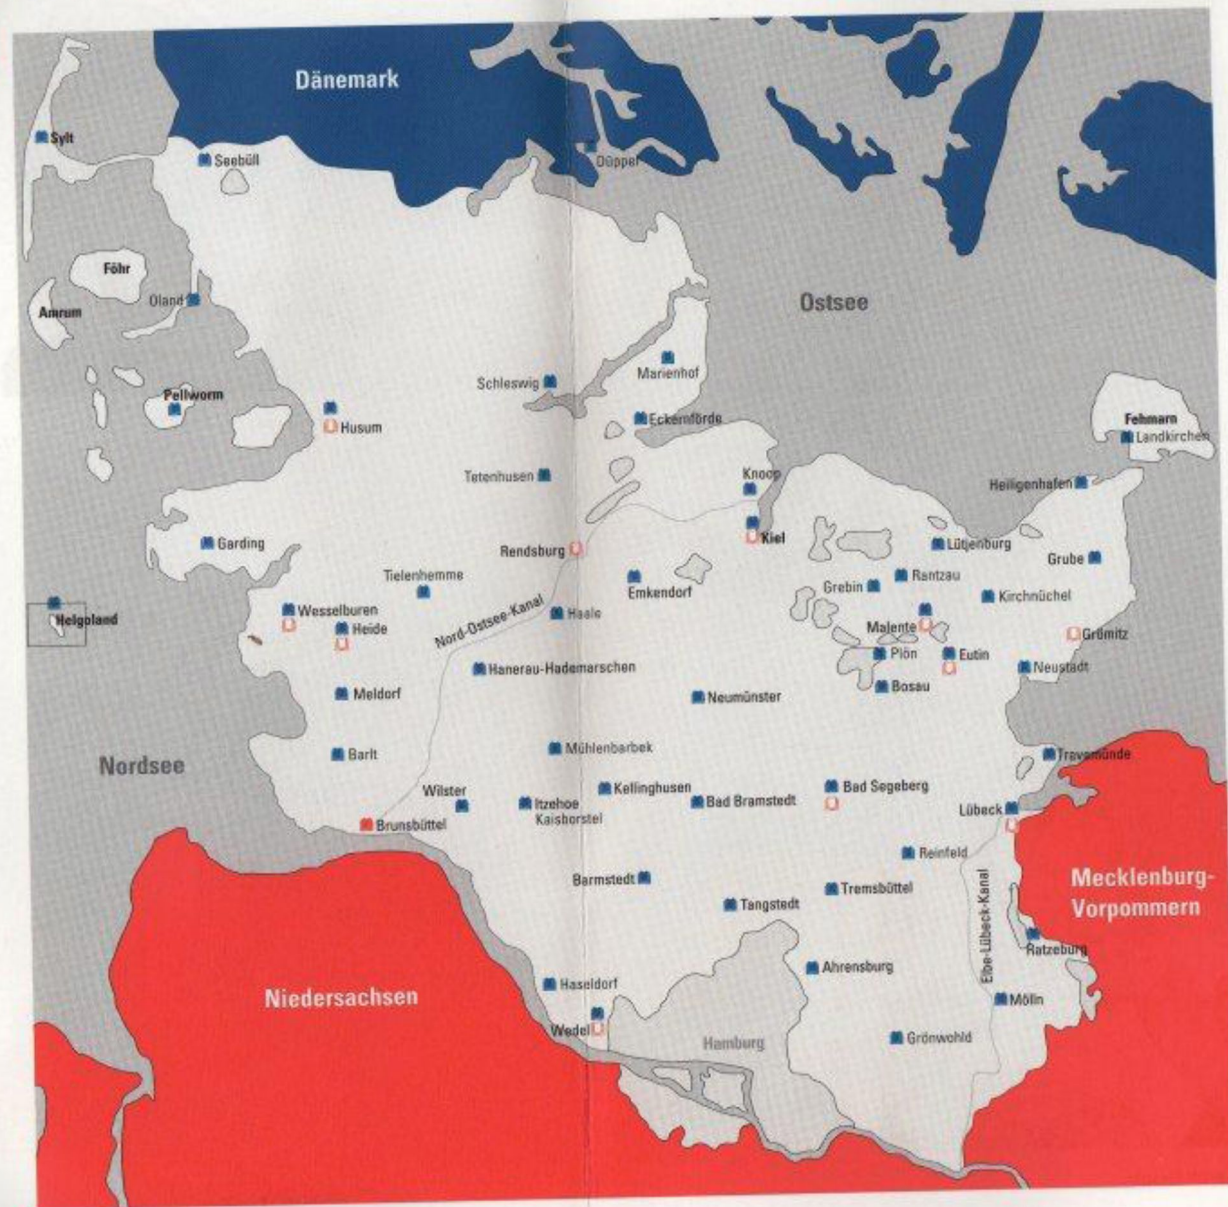 Dänemark
Sylt
Seebüll
Düppel
Föhr
Oland
Amrum
Ostsee
Marienhof
Schleswig
Pellworm
Eckernförde
Husum
Fehmarn
Landkirchen
Tetenhusen
Knoop
Heiligenhafen
Kiel
Garding
Rendsburg
Lütjenburg
Grube
Tielenhemme
Emkendorf
Grebin
Rantzau
Kirchnüchel
Wesselburen
Heide
Nord-Ostsee-Kanal
Haale
Helgoland
Malente
Grömitz
Hanerau-Hademarschen
Plön
Eutin
Neustadt
Meldorf
Neumünster
Bosau
Nordsee
Barlt
Mühlenbarbek
Travemünde
Wilster
Kellinghusen
Bad Segeberg
Itzehoe
Kaisborstel
Bad Bramstedt
Lübeck
Brunsbüttel
Reinfeld
Barmstedt
Tremsbüttel
Mecklenburg-
Vorpommern
Tangstedt
Elbe-Lübeck-Kanal
Ratzeburg
Ahrensburg
Niedersachsen
Haseldorf
Mölln
Wedel
Hamburg
Grönwohld